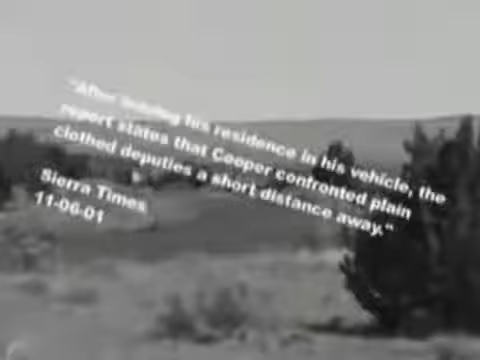 "After leaving his residence in his vehicle, the
report states that Cooper confronted plain
clothed deputies a short distance away."
Sierra Times
11-06-01